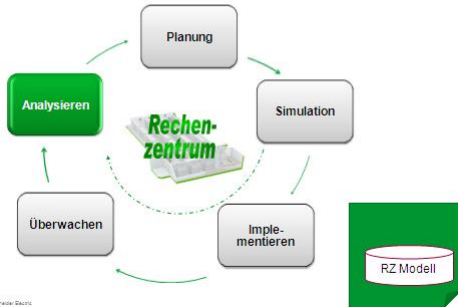 Planung
Analysieren
Simulation
Rechen-
zentrum
Überwachen
Imple-
mentieren
RZ Modell